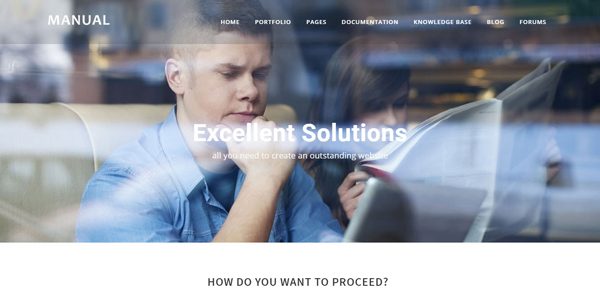 MANUAL
HOME PORTFOLIO PAGES DOCUMENTATION KNOWLEDGE BASE BLOG FORUMS
Excellent Solutions
all you need to create an outstanding website
HOW DO YOU WANT TO PROCEED?